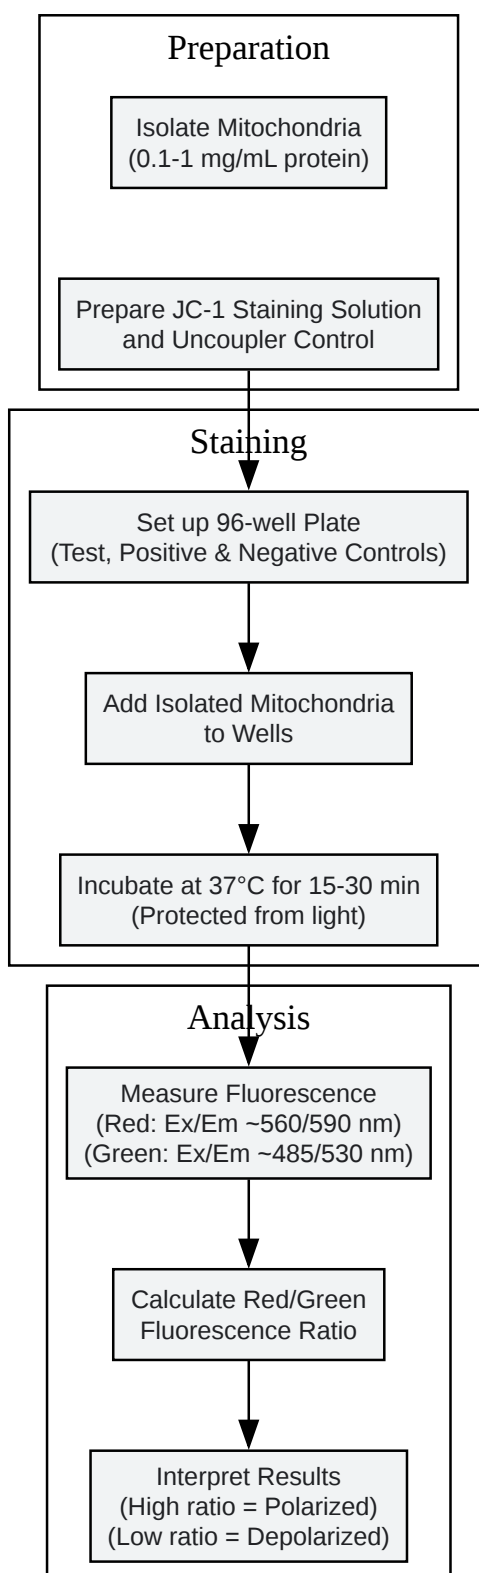 Preparation
Isolate Mitochondria
(0.1-1 mg/mL protein)
Prepare JC-1 Staining Solution
and Uncoupler Control
Staining
Set up 96-well Plate
(Test, Positive & Negative Controls)
Add Isolated Mitochondria
to Wells
Incubate at 37°C for 15-30 min
(Protected from light)
Analysis
Measure Fluorescence
(Red: Ex/Em ~560/590 nm)
(Green: Ex/Em ~485/530 nm)
Calculate Red/Green
Fluorescence Ratio
Interpret Results
(High ratio = Polarized)
(Low ratio = Depolarized)